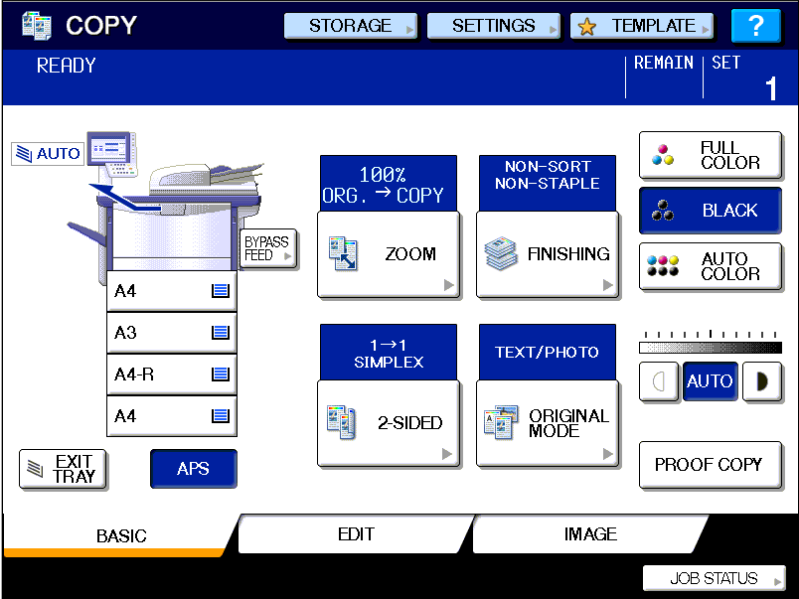 COPY
STORAGE
SETTINGS
TEMPLATE
?
READY
REMAIN
SET
1
AUTO
BYPASS
FEED
A4
A3
A4-R
A4
EXIT
TRAY
APS
100%
ORG. → COPY
ZOOM
NON-SORT
NON-STAPLE
FINISHING
1→1
SIMPLEX
2-SIDED
TEXT/PHOTO
ORIGINAL
MODE
FULL
COLOR
BLACK
AUTO
COLOR
AUTO
PROOF COPY
BASIC
EDIT
IMAGE
JOB STATUS